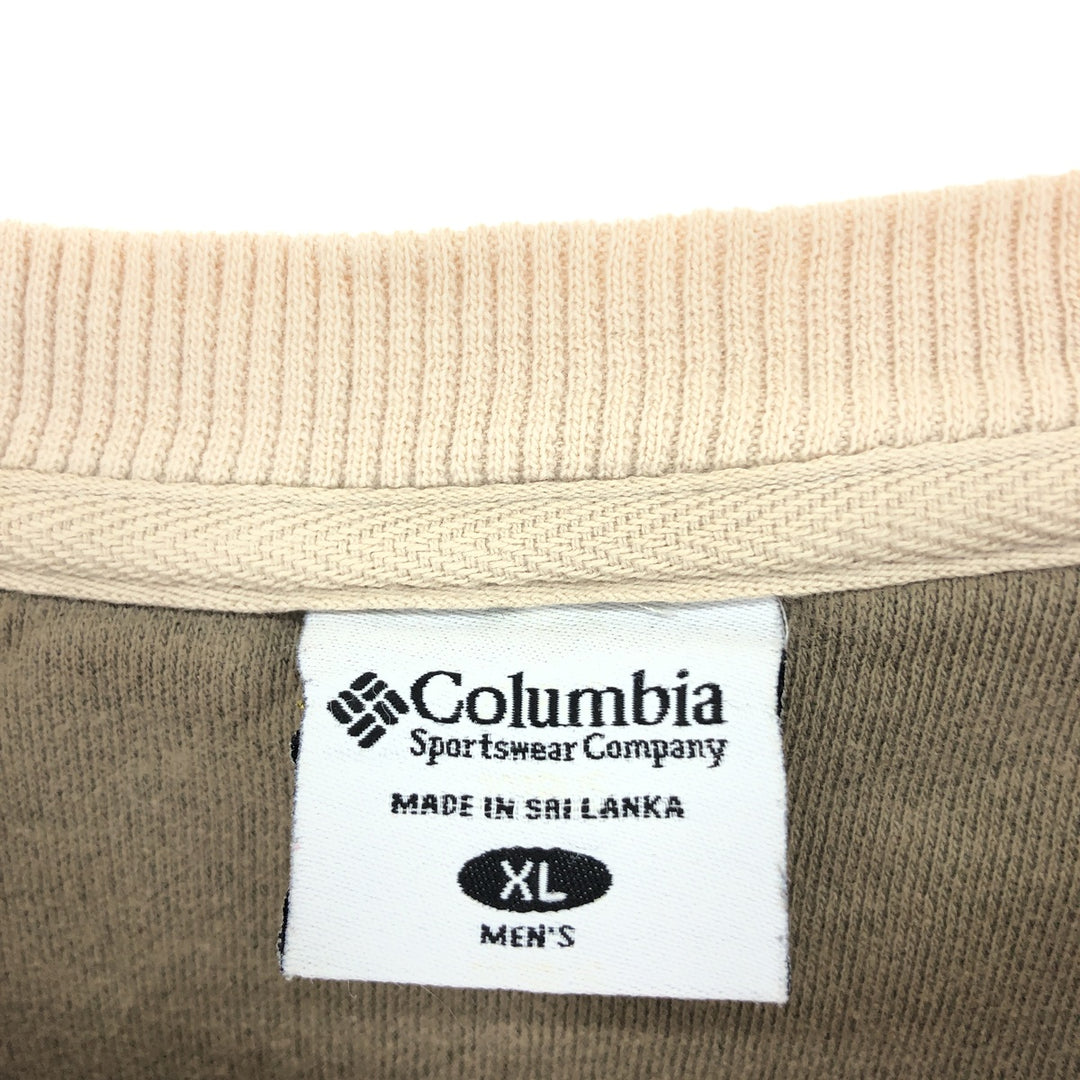 Columbia
Sportswear Company
MADE IN SRI LANKA
XL
MEN'S